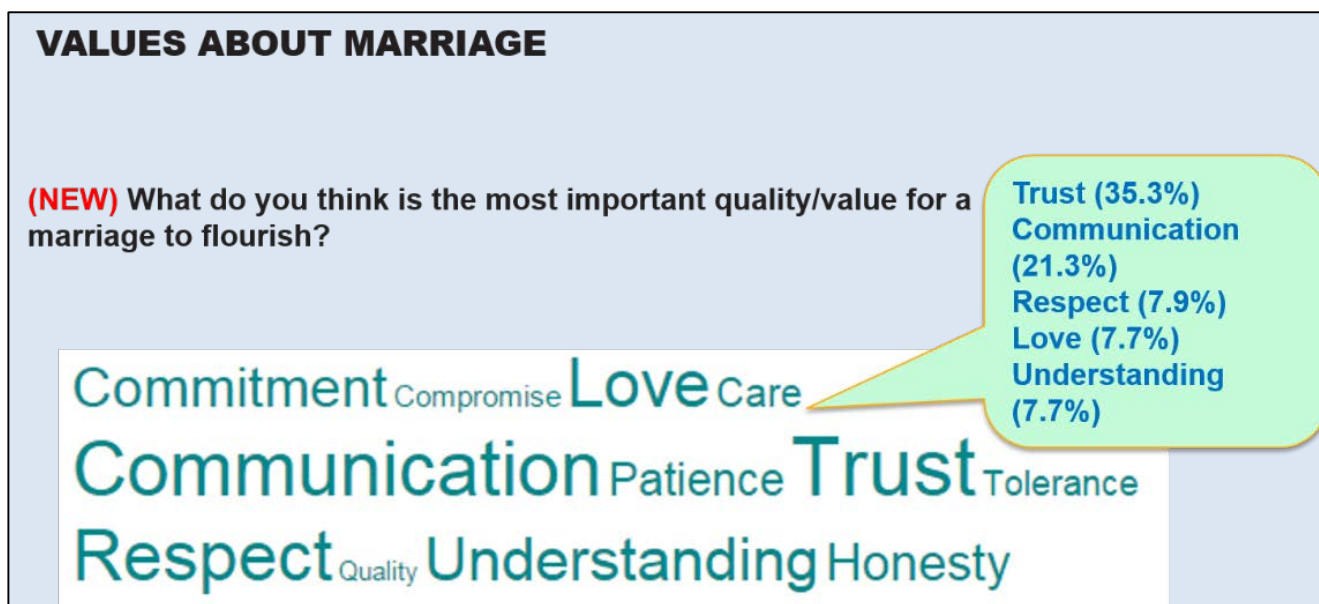 VALUES ABOUT MARRIAGE
(NEW) What do you think is the most important quality/value for a
marriage to flourish?
Trust (35.3%)
Communication
(21.3%)
Respect (7.9%)
Love (7.7%)
Understanding
(7.7%)
Commitment Compromise Love Care
Communication Patience Trust Tolerance
Respect Quality Understanding Honesty